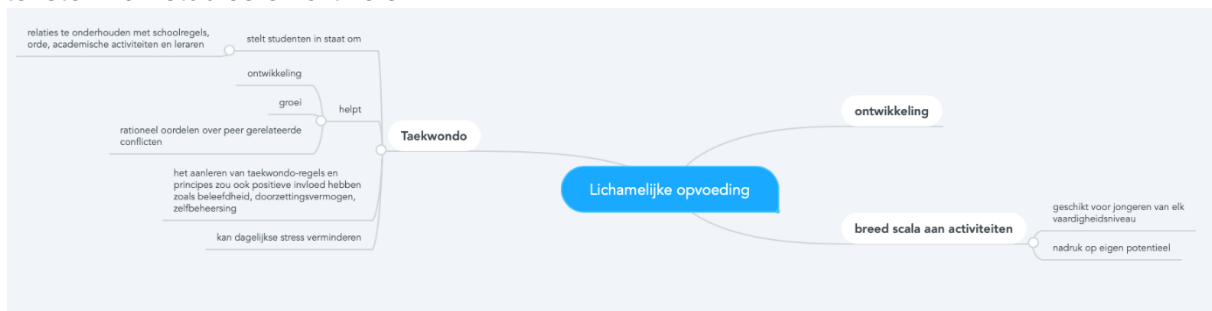 relaties te onderhouden met schoolregels,
orde, academische activiteiten en leraren
stelt studenten in staat om
ontwikkeling
groei
helpt
rationeel oordelen over peer gerelateerde
conflicten
Taekwondo
het aanleren van taekwondo-regels en
principes zou ook positieve invloed hebben
zoals beleefdheid, doorzettingsvermogen,
zelfbeheersing
kan dagelijkse stress verminderen
Lichamelijke opvoeding
ontwikkeling
breed scala aan activiteiten
geschikt voor jongeren van elk
vaardigheidsniveau
nadruk op eigen potentieel